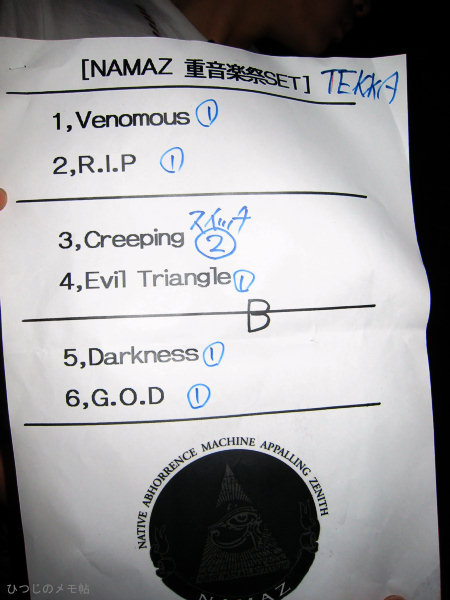 [NAMAZ 重音楽祭SET] TEKKA
1,Venomous ①
2,R.I.P ①
スイッチ
3,Creeping ②
4,Evil Triangle ①
B
5,Darkness ①
6,G.O.D ①
NATIVE ABHORRENCE MACHINE APPALLING ZENITH
NAMAZ
ひつじのメモ帖